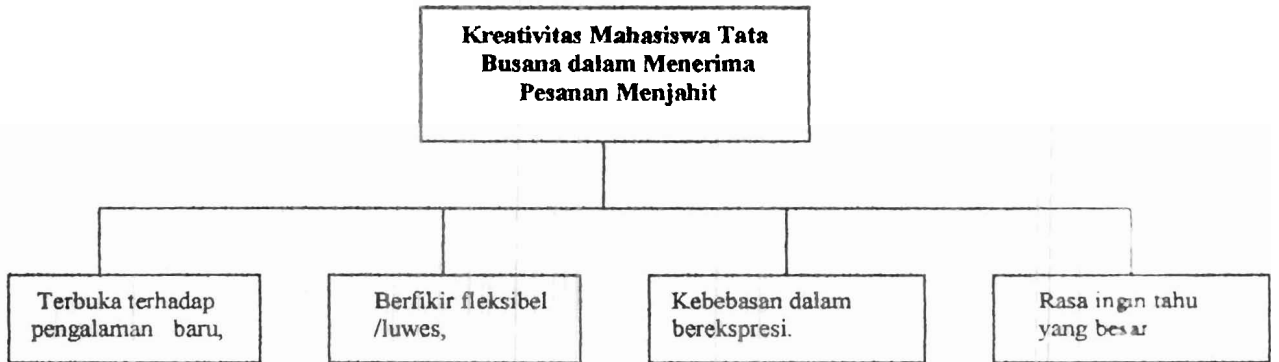 Kreativitas Mahasiswa Tata
Busana dalam Menerima
Pesanan Menjahit
Terbuka terhadap
pengalaman baru,
Berfikir fleksibel
/luwes,
Kebebasan dalam
berekspresi.
Rasa ingin tahu
yang besar